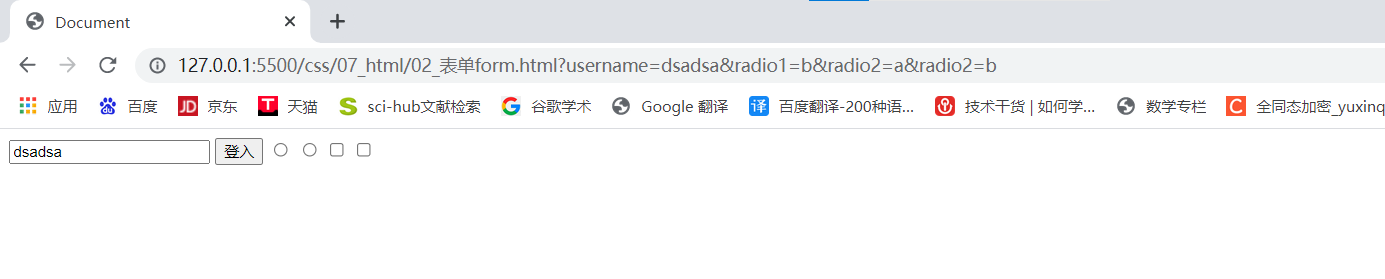 Document
127.0.0.1:5500/css/07_html/02_表单form.html?username=dsadsa&radio1=b&radio2=a&radio2=b
应用 百度 JD 京东 T 天猫 S sci-hub文献检索 G 谷歌学术 Google 翻译 译 百度翻译-200种语... 技术干货 | 如何学... 数学专栏 C 全同态加密_yuxinq
dsadsa 登入